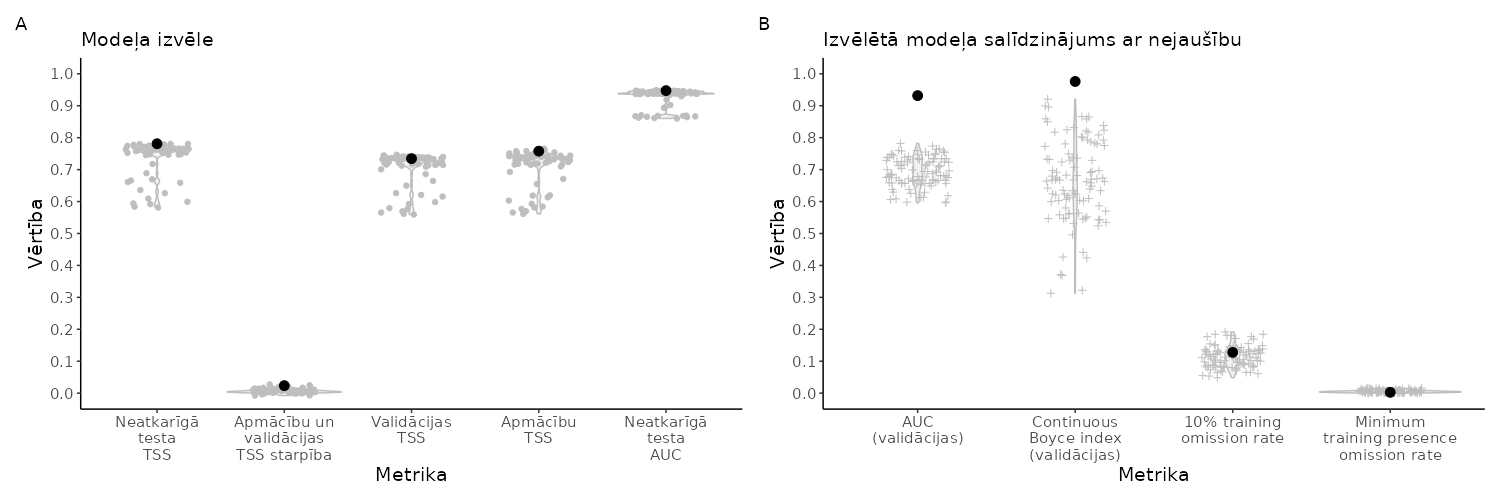 A
Modeļa izvēle
Vērtība
1.0
0.9
0.8
0.7
0.6
0.5
0.4
0.3
0.2
0.1
0.0
Neatkarīgā
testa
TSS
Apmācību un
validācijas
TSS starpība
Validācijas
TSS
Apmācību
TSS
Neatkarīgā
testa
AUC
Metrika
B
Izvēlētā modeļa salīdzinājums ar nejaušību
Vērtība
1.0
0.9
0.8
0.7
0.6
0.5
0.4
0.3
0.2
0.1
0.0
AUC
(validācijas)
Continuous
Boyce index
(validācijas)
10% training
omission rate
Minimum
training presence
omission rate
Metrika